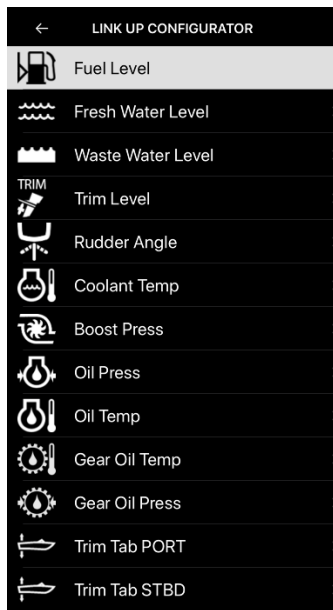 LINK UP CONFIGURATOR
Fuel Level
Fresh Water Level
Waste Water Level
TRIM
Trim Level
Rudder Angle
Coolant Temp
Boost Press
Oil Press
Oil Temp
Gear Oil Temp
Gear Oil Press
Trim Tab PORT
Trim Tab STBD